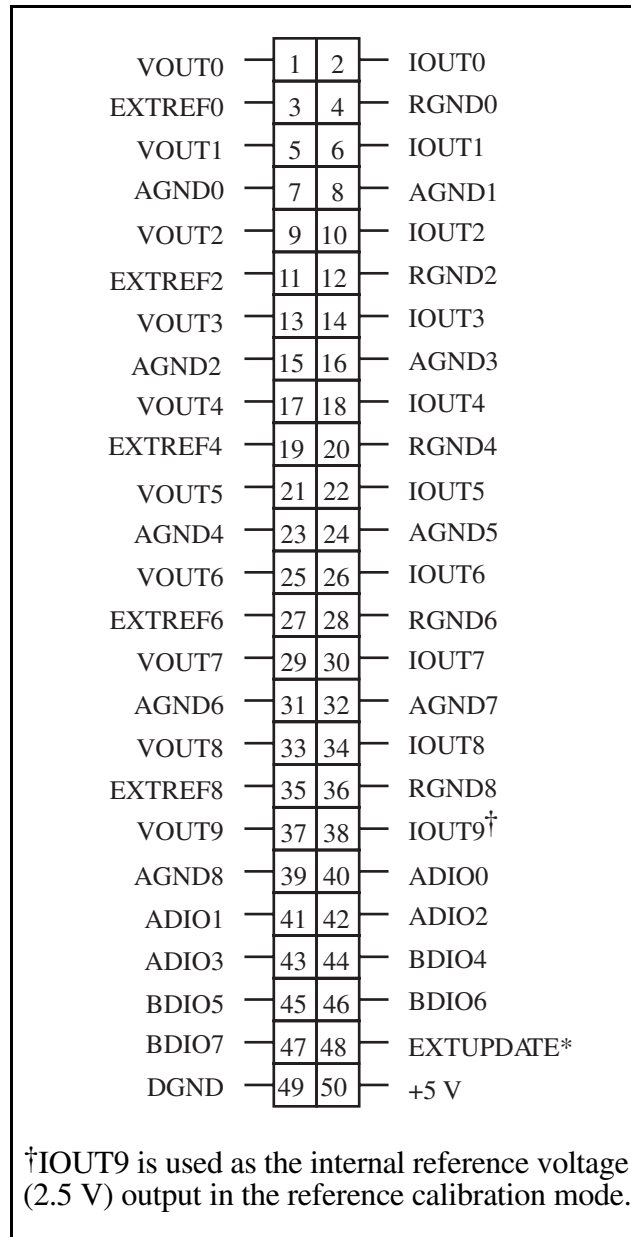 VOUT0 1 2 IOUT0
EXTREF0 3 4 RGND0
VOUT1 5 6 IOUT1
AGND0 7 8 AGND1
VOUT2 9 10 IOUT2
EXTREF2 11 12 RGND2
VOUT3 13 14 IOUT3
AGND2 15 16 AGND3
VOUT4 17 18 IOUT4
EXTREF4 19 20 RGND4
VOUT5 21 22 IOUT5
AGND4 23 24 AGND5
VOUT6 25 26 IOUT6
EXTREF6 27 28 RGND6
VOUT7 29 30 IOUT7
AGND6 31 32 AGND7
VOUT8 33 34 IOUT8
EXTREF8 35 36 RGND8
VOUT9 37 38 IOUT9†
AGND8 39 40 ADIO0
ADIO1 41 42 ADIO2
ADIO3 43 44 BDIO4
BDIO5 45 46 BDIO6
BDIO7 47 48 EXTUPDATE*
DGND 49 50 +5 V
†IOUT9 is used as the internal reference voltage
(2.5 V) output in the reference calibration mode.